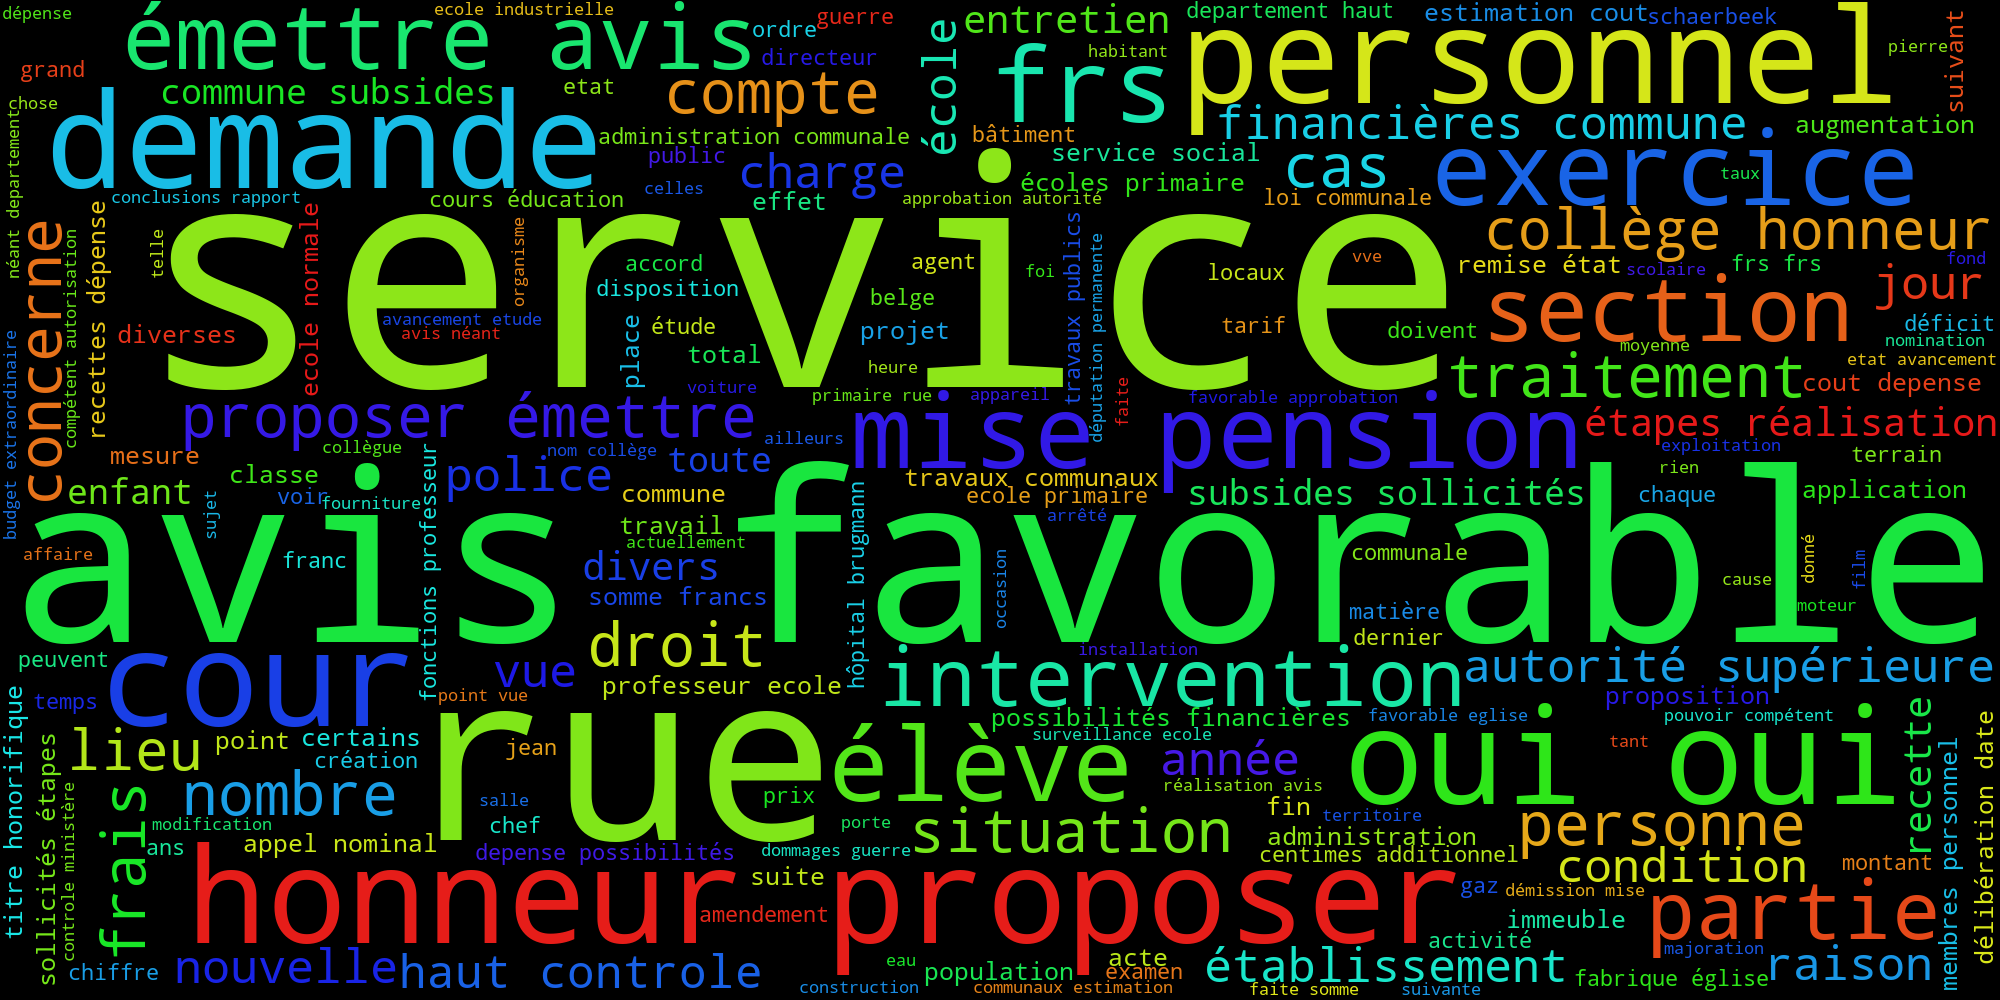 dépense
ecole industrielle
guerre
ordre
émettre avis
directeur
école
entretien
departement haut
estimation cout
schaerbeek
habitant
frs
personnel
pierre
suivant
grand
commune subsides
etat
compte
chose
demande
administration communale
bâtiment
financières commune
augmentation
public
charge
service social
cas
exercice
celles
écoles primaire
taux
conclusions rapport
cours éducation
effet
approbation autorité
loi communale
néant departement
concerne
compétent autorisation
recettes dépense
telle
service
ecole normale
organisme
accord
agent
foi
travaux publics
députation permanente
locaux
vve
collège honneur
remise état
scolaire
frs frs
fond
disposition
belge
section
jour
diverses
avancement etude
avis néant
place
étude
projet
tarif
doivent
déficit
nomination
moyenne
total
heure
etat avancement
voiture
primaire rue
appareil
faite
favorable approbation
traitement
cout depense
budget extraordinaire
proposer émettre
mise pension
étapes réalisation
collègue
nom collège
ailleurs
exploitation
mesure
fonctions professeur
police
toute
terrain
classe
travaux communaux
rien
enfant
voir
fourniture
sujet
commune
ecole primaire
subsides sollicités
chaque
application
hôpital brugmann
arrêté
avis favorable
travail
actuellement
affaire
franc
divers
occasion
communale
donné
film
cause
somme francs
matière
moteur
dernier
peuvent
cour
vue
droit
installation
intervention
autorité supérieure
temps
point vue
professeur ecole
proposition
titre honorifique
rue
possibilités financières
favorable eglise
pouvoir compétent
recette
délibération date
lieu
point
certains
création
jean
surveillance ecole
élève
année
oui oui
tant
membres personnel
sollicités étapes
controle ministère
frais
nombre
salle
prix
réalisation avis
fin
territoire
modification
chef
porte
situation
administration
personne
ans
appel nominal
depense possibilités
dommages guerre
centimes additionnel
condition
montant
suite
gaz
démission mise
honneur proposer
amendement
immeuble
partie
activité
majoration
chiffre
nouvelle
haut controle
eau
population
acte
examen
établissement
fabrique église
raison
construction
communaux estimation
faite somme
suivante